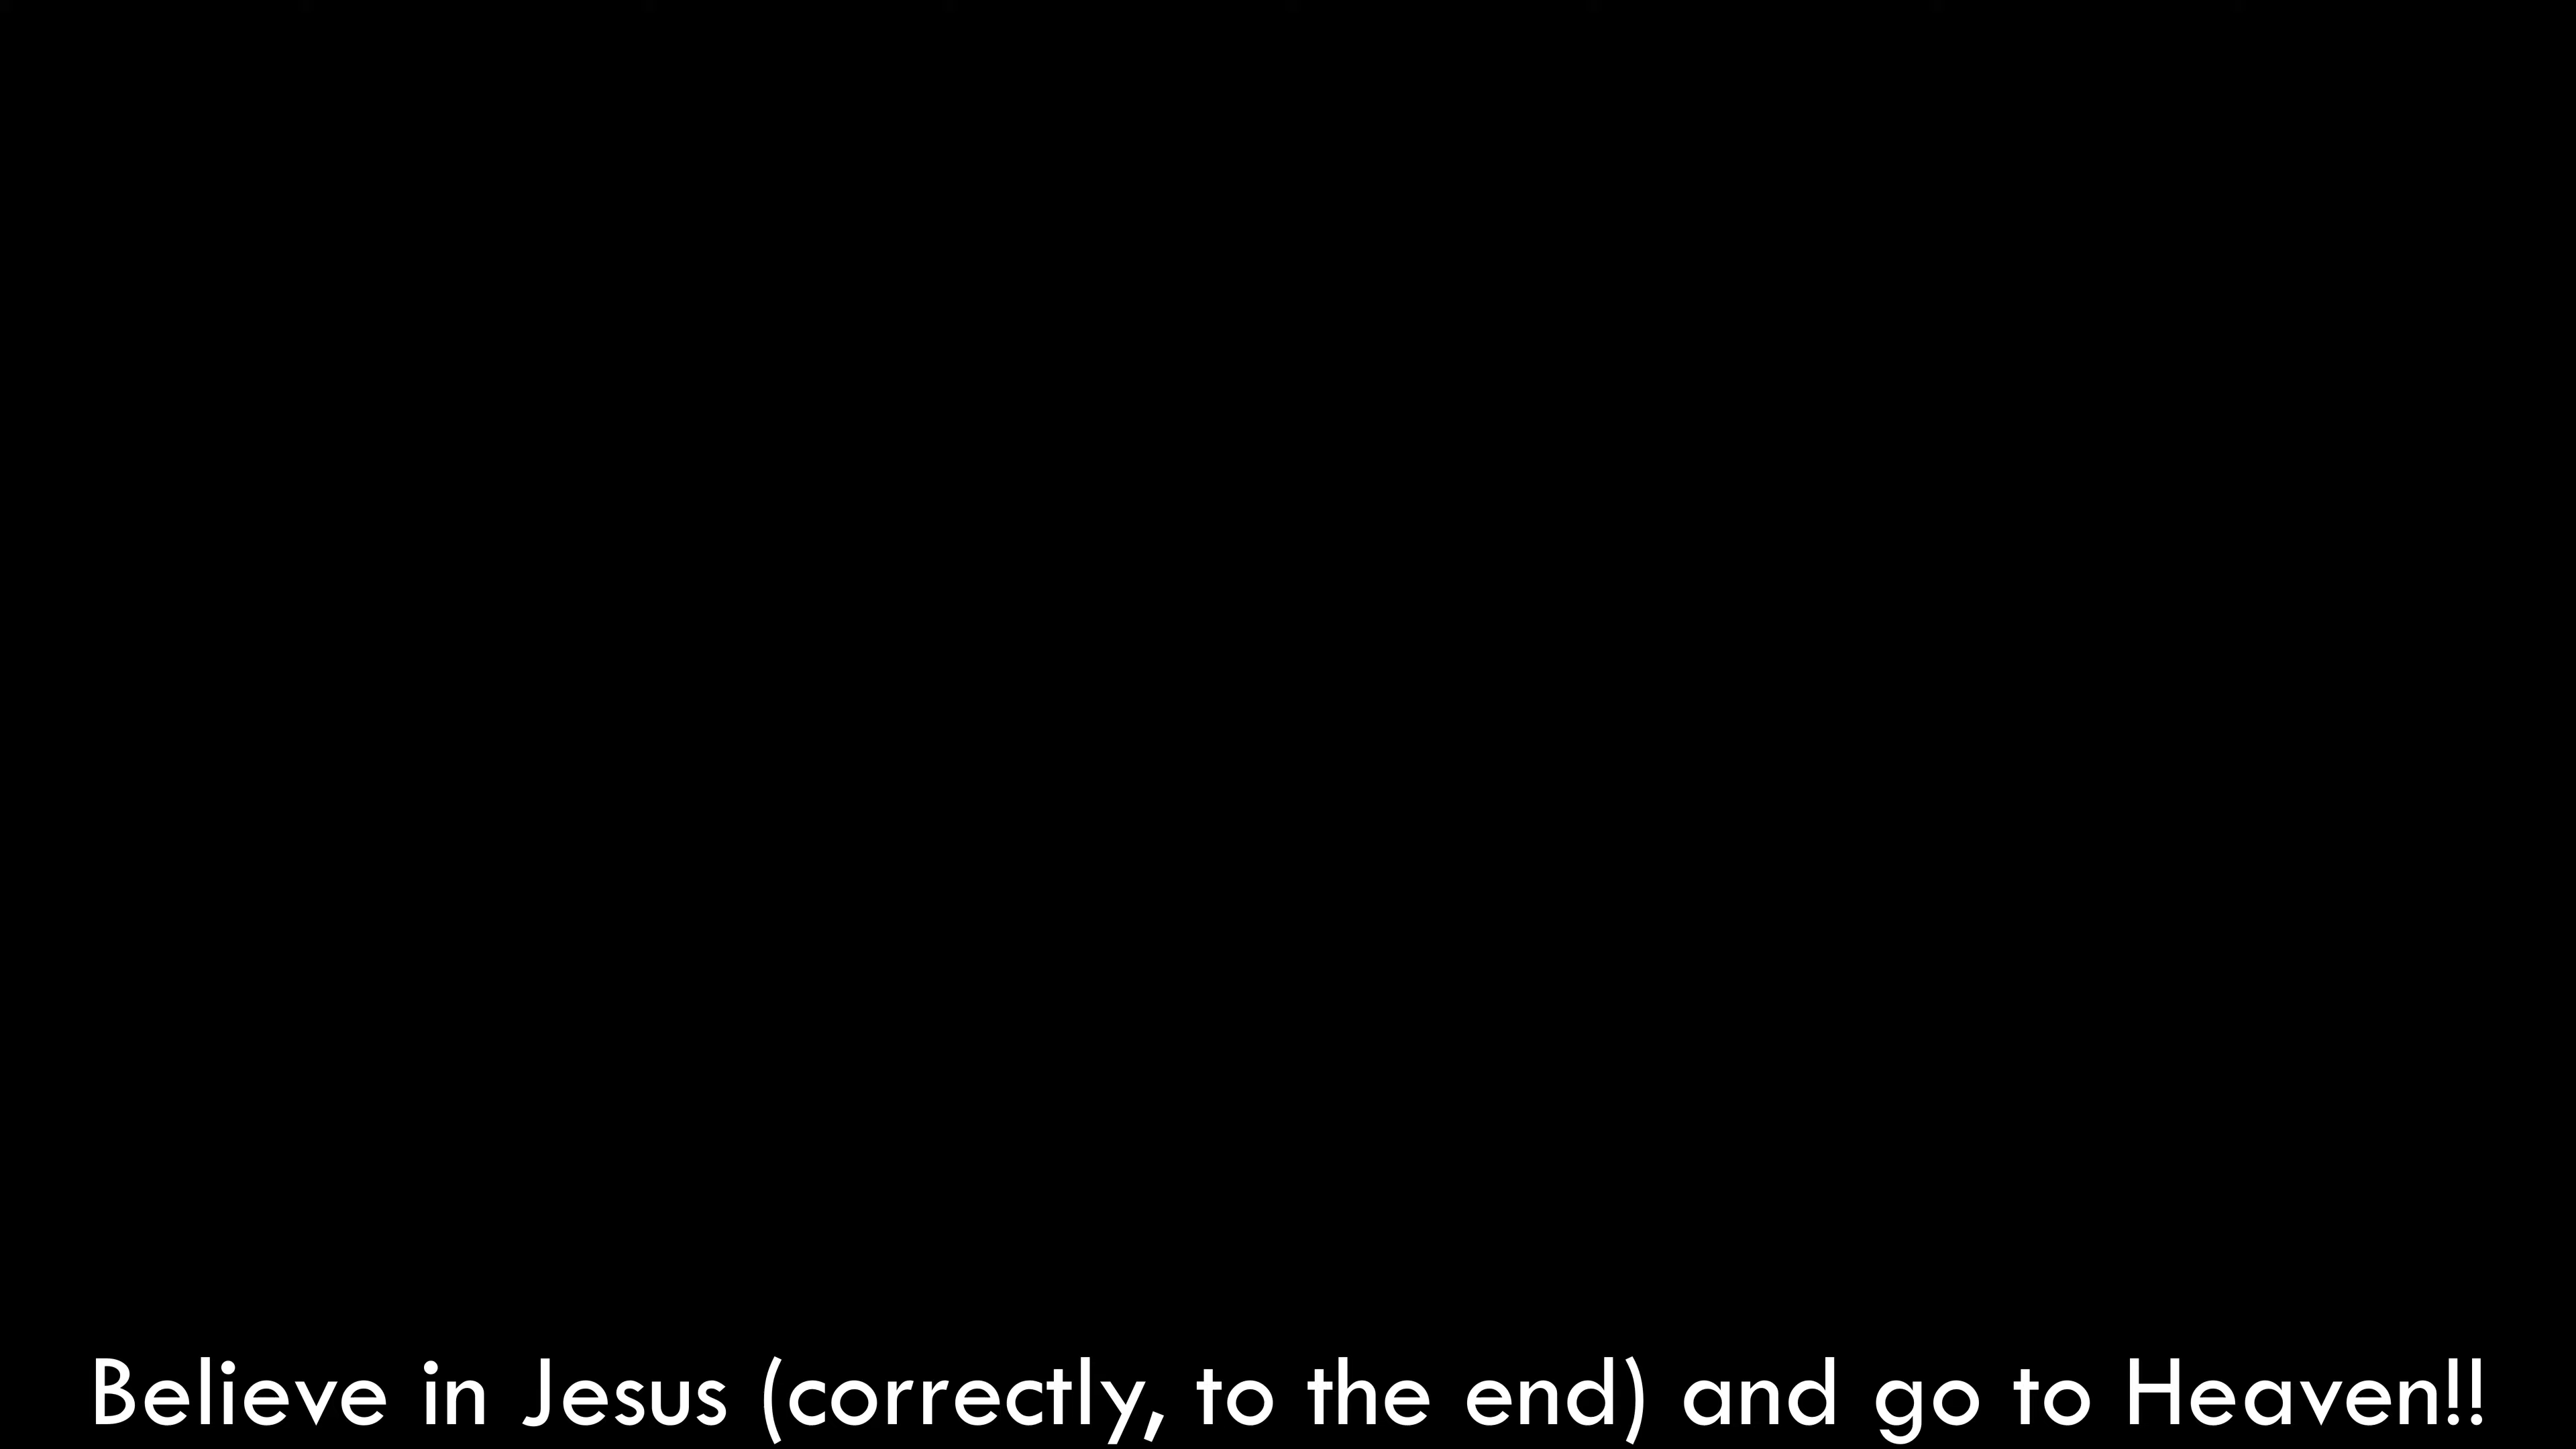 Believe in Jesus (correctly, to the end) and go to Heaven!!